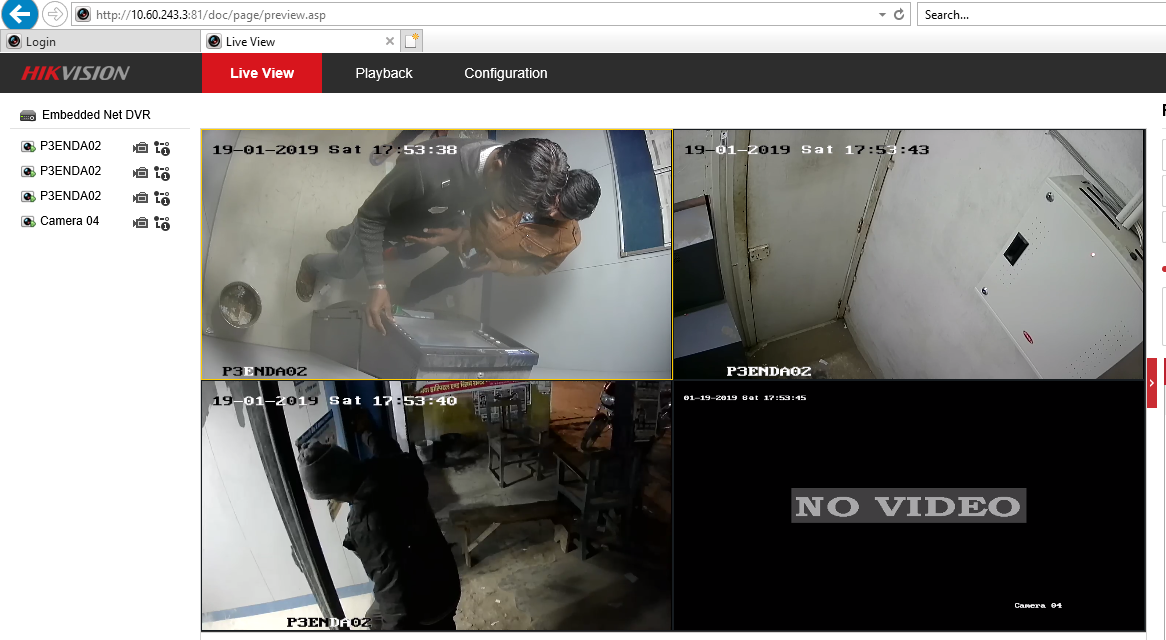 http://10.60.243.3:81/doc/page/preview.asp
Search...
Login
Live View
HIKVISION
Live View
Playback
Configuration
Embedded Net DVR
P3ENDA02
P3ENDA02
P3ENDA02
Camera 04
19-01-2019 Sat 17:53:38
P3ENDA02
19-01-2019 Sat 17:53:43
P3ENDA02
19-01-2019 Sat 17:53:40
P3ENDA02
01-19-2019 Sat 17:53:45
NO VIDEO
Camera 04